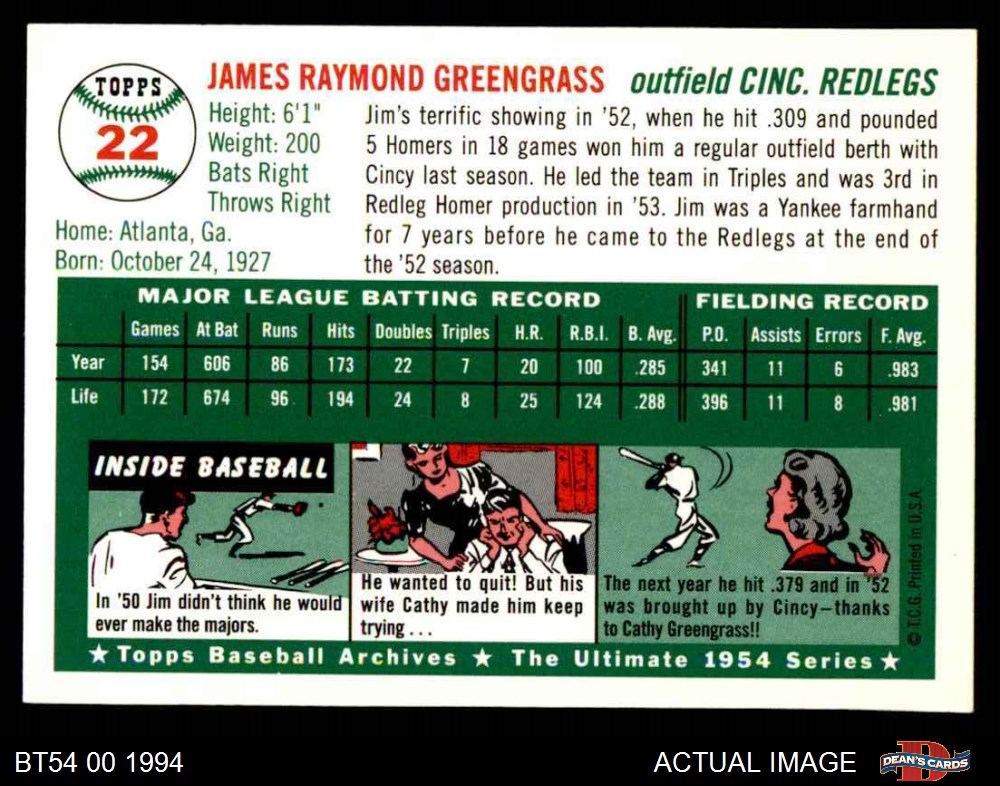 TOPPS
22
JAMES RAYMOND GREENGRASS outfield CINC. REDLEGS
Height: 6'1"
Weight: 200
Bats Right
Throws Right
Home: Atlanta, Ga.
Born: October 24, 1927
Jim's terrific showing in '52, when he hit .309 and pounded
5 Homers in 18 games won him a regular outfield berth with
Cincy last season. He led the team in Triples and was 3rd in
Redleg Homer production in '53. Jim was a Yankee farmhand
for 7 years before he came to the Redlegs at the end of
the '52 season.
MAJOR LEAGUE BATTING RECORD FIELDING RECORD
Games At Bat Runs Hits Doubles Triples H.R. R.B.I. B. Avg. P.O. Assists Errors F. Avg.
Year 154 606 86 173 22 7 20 100 .285 341 11 6 .983
Life 172 674 96 194 24 8 25 124 .288 396 11 8 .981
INSIDE BASEBALL
In '50 Jim didn't think he would
ever make the majors.
He wanted to quit! But his
wife Cathy made him keep
trying...
The next year he hit .379 and in '52
was brought up by Cincy—thanks
to Cathy Greengrass!!
© T.C.G. Printed in U.S.A.
★ Topps Baseball Archives ★ The Ultimate 1954 Series ★
BT54 00 1994
ACTUAL IMAGE
DEAN'S CARDS